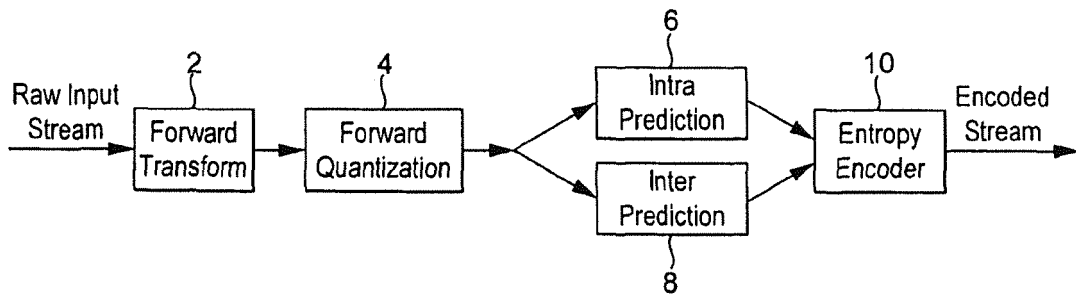 Raw Input
Stream
2
Forward
Transform
4
Forward
Quantization
6
Intra
Prediction
Inter
Prediction
8
10
Entropy
Encoder
Encoded
Stream